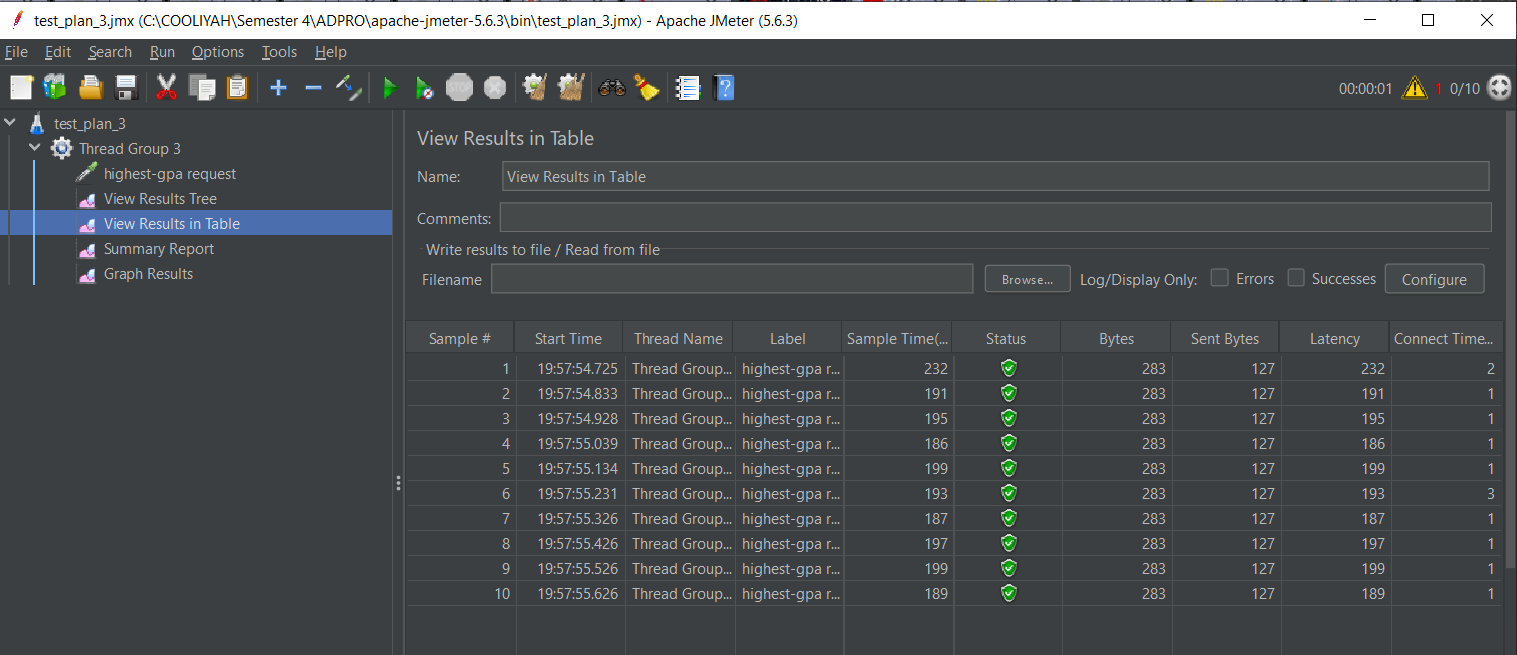 test_plan_3.jmx (C:\COOLIYAH\Semester 4\ADPRO\apache-jmeter-5.6.3\bin\test_plan_3.jmx) - Apache JMeter (5.6.3)
File Edit Search Run Options Tools Help
STOP 00:00:01 1 0/10
test_plan_3
Thread Group 3
highest-gpa request
View Results Tree
View Results in Table
Summary Report
Graph Results
View Results in Table
Name: View Results in Table
Comments:
Write results to file / Read from file
Filename Browse... Log/Display Only: Errors Successes Configure
Sample # Start Time Thread Name Label Sample Time(... Status Bytes Sent Bytes Latency Connect Time...
1 19:57:54.725 Thread Group... highest-gpa r... 232 283 127 232 2
2 19:57:54.833 Thread Group... highest-gpa r... 191 283 127 191 1
3 19:57:54.928 Thread Group... highest-gpa r... 195 283 127 195 1
4 19:57:55.039 Thread Group... highest-gpa r... 186 283 127 186 1
5 19:57:55.134 Thread Group... highest-gpa r... 199 283 127 199 1
6 19:57:55.231 Thread Group... highest-gpa r... 193 283 127 193 3
7 19:57:55.326 Thread Group... highest-gpa r... 187 283 127 187 1
8 19:57:55.426 Thread Group... highest-gpa r... 197 283 127 197 1
9 19:57:55.526 Thread Group... highest-gpa r... 199 283 127 199 1
10 19:57:55.626 Thread Group... highest-gpa r... 189 283 127 189 1